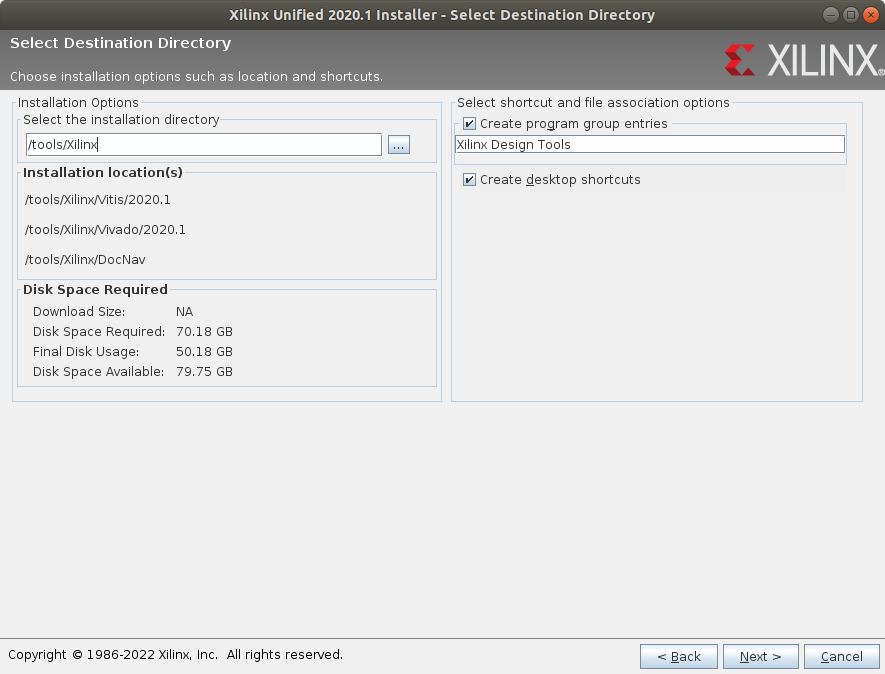 Xilinx Unified 2020.1 Installer - Select Destination Directory
Select Destination Directory
Choose installation options such as location and shortcuts.
XILINX®
Installation Options
Select the installation directory
/tools/Xilinx
...
Installation location(s)
/tools/Xilinx/Vitis/2020.1
/tools/Xilinx/Vivado/2020.1
/tools/Xilinx/DocNav
Disk Space Required
Download Size: NA
Disk Space Required: 70.18 GB
Final Disk Usage: 50.18 GB
Disk Space Available: 79.75 GB
Select shortcut and file association options
Create program group entries
Xilinx Design Tools
Create desktop shortcuts
Copyright © 1986-2022 Xilinx, Inc. All rights reserved.
< Back
Next >
Cancel